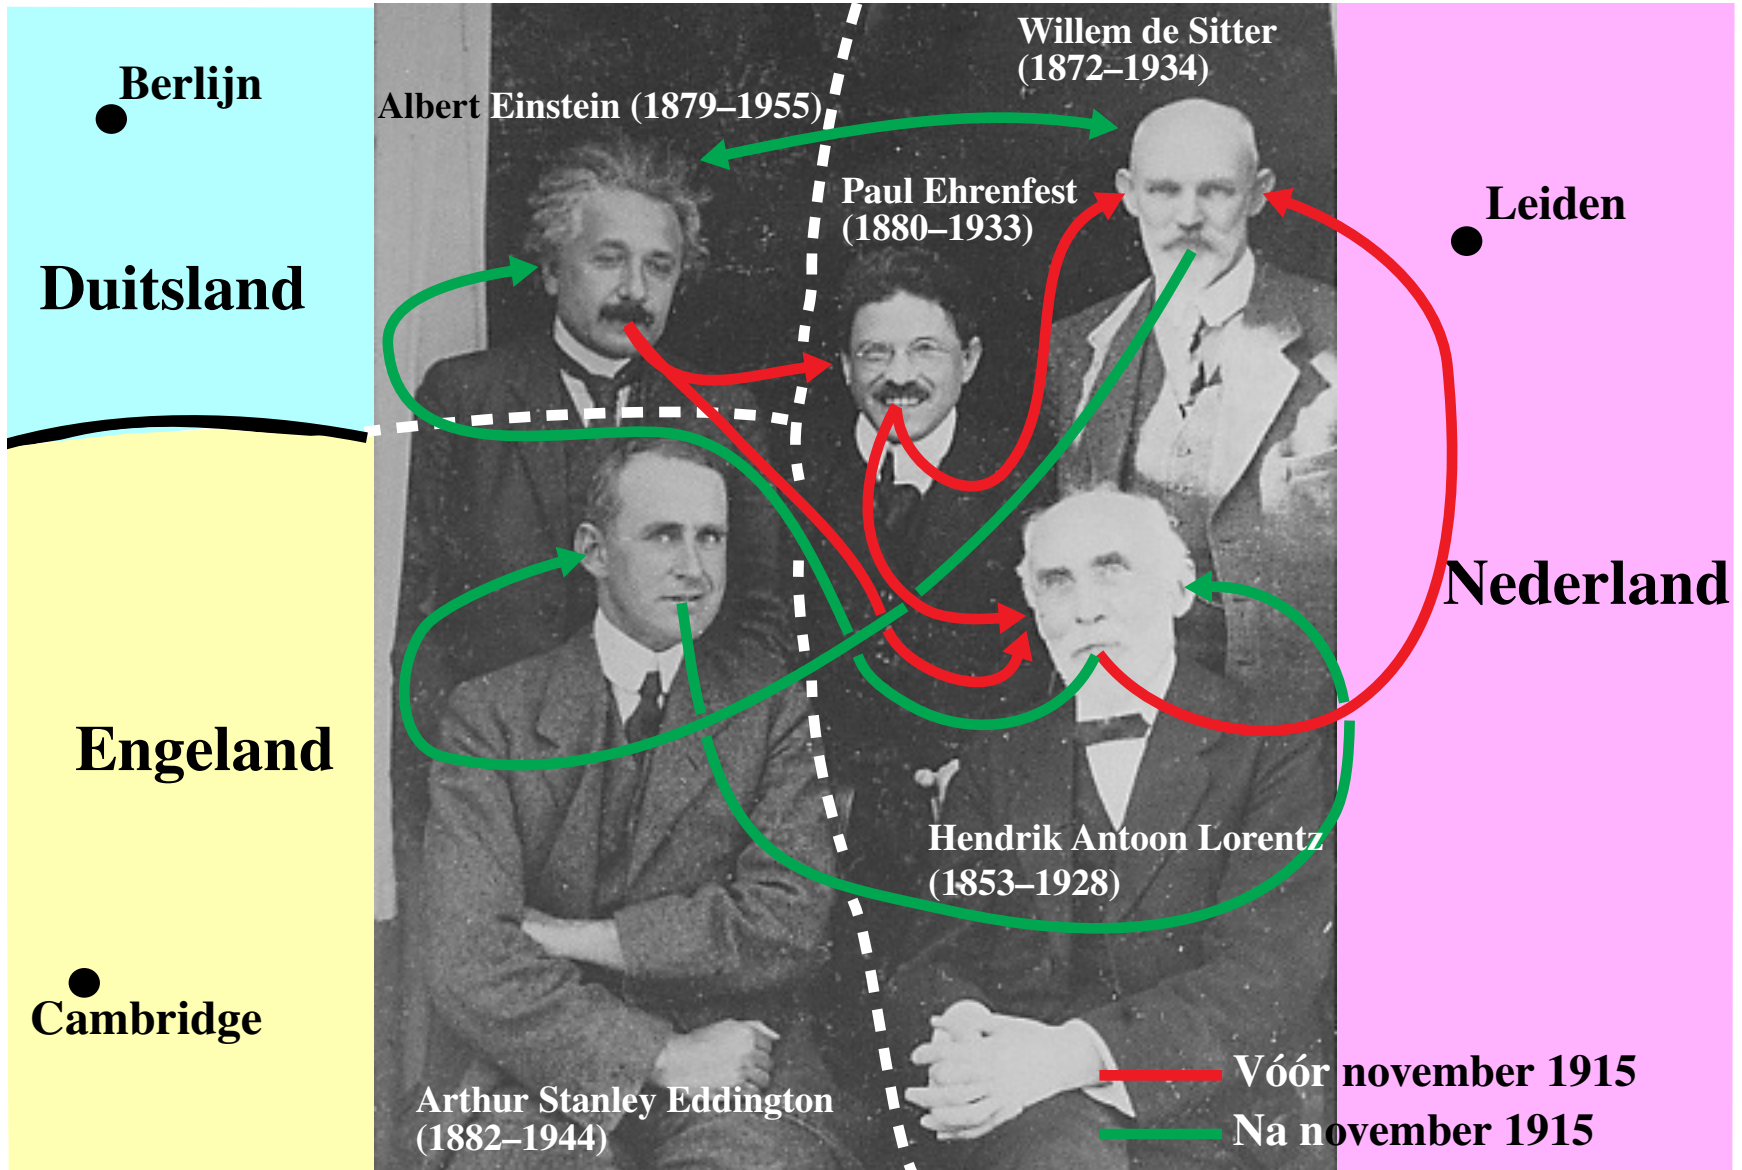 Willem de Sitter
(1872–1934)
Berlijn
Albert Einstein (1879–1955)
Paul Ehrenfest
(1880–1933)
Leiden
Duitsland
Nederland
Engeland
Hendrik Antoon Lorentz
(1853–1928)
Cambridge
Arthur Stanley Eddington
(1882–1944)
Vóór november 1915
Na november 1915